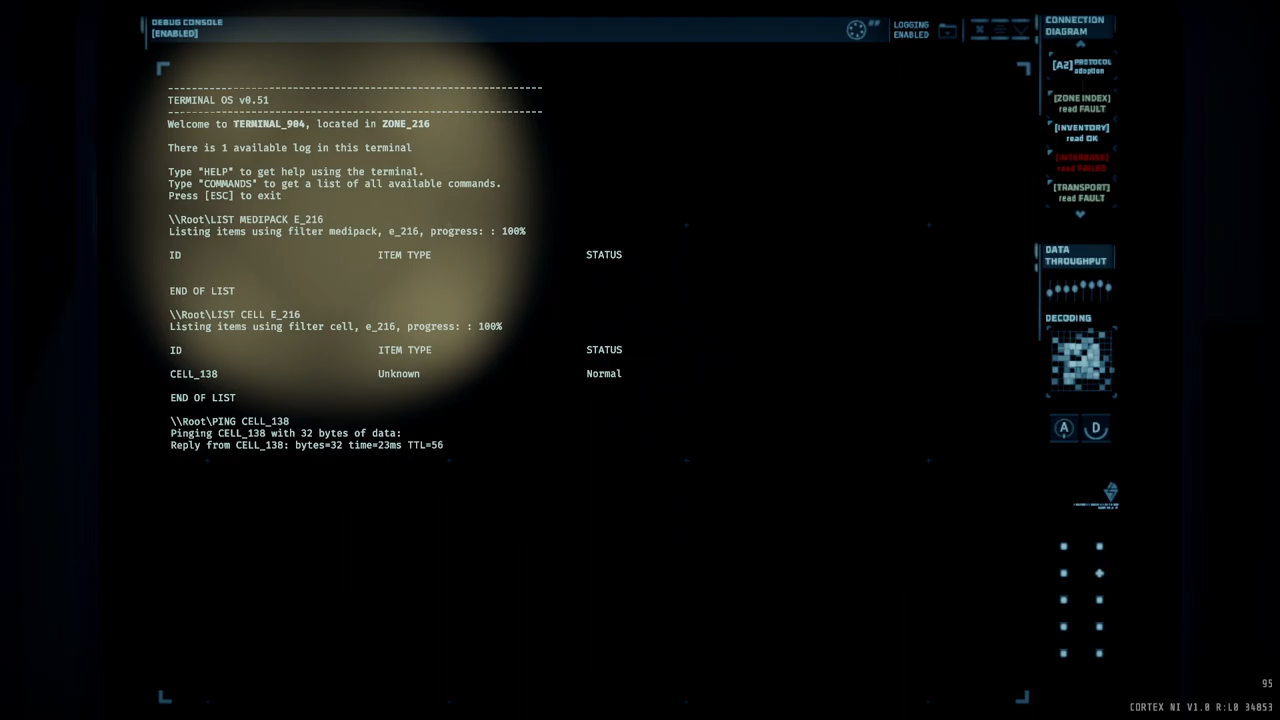 DEBUG CONSOLE
[ENABLED]
LOGGING
ENABLED
CONNECTION
DIAGRAM
[A2] PROTOCOL
adoption
[ZONE INDEX]
read FAULT
[INVENTORY]
read OK
read FAILED
[TRANSPORT]
read FAULT
DATA
THROUGHPUT
DECODING
A D
------------------------------------------------------------
TERMINAL OS v0.51
------------------------------------------------------------
Welcome to TERMINAL_904, located in ZONE_216
There is 1 available log in this terminal
Type "HELP" to get help using the terminal.
Type "COMMANDS" to get a list of all available commands.
Press [ESC] to exit
\\Root\LIST MEDIPACK E_216
Listing items using filter medipack, e_216, progress: : 100%
ID ITEM TYPE STATUS
END OF LIST
\\Root\LIST CELL E_216
Listing items using filter cell, e_216, progress: : 100%
ID ITEM TYPE STATUS
CELL_138 Unknown Normal
END OF LIST
\\Root\PING CELL_138
Pinging CELL_138 with 32 bytes of data:
Reply from CELL_138: bytes=32 time=23ms TTL=56
95
CORTEX NI V1.0 R:L0 34853